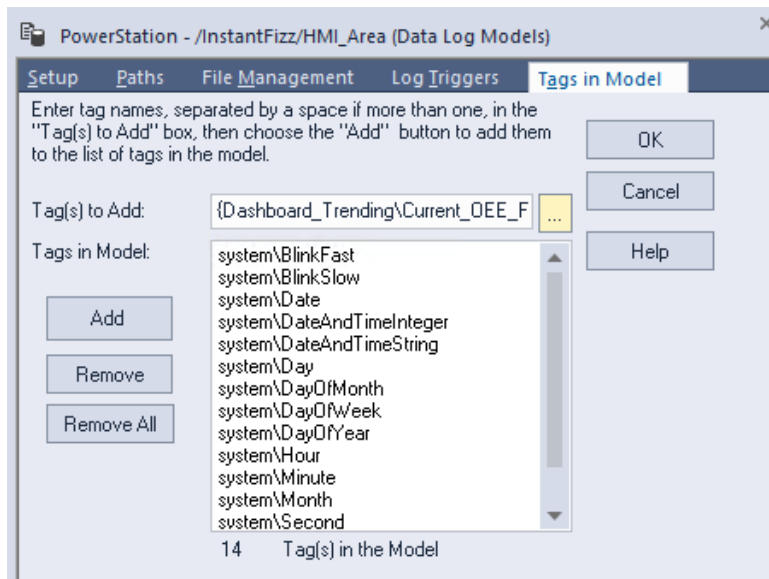 PowerStation - /InstantFizz/HMI_Area (Data Log Models)
Setup Paths File Management Log Triggers Tags in Model
Enter tag names, separated by a space if more than one, in the
"Tag(s) to Add" box, then choose the "Add" button to add them
to the list of tags in the model.
OK
Cancel
Tag(s) to Add: {Dashboard_Trending\Current_OEE_F ...
Tags in Model:
Help
system\BlinkFast
system\BlinkSlow
system\Date
system\DateAndTimeInteger
system\DateAndTimeString
system\Day
system\DayOfMonth
system\DayOfWeek
system\DayOfYear
system\Hour
system\Minute
system\Month
system\Second
Add
Remove
Remove All
14 Tag(s) in the Model